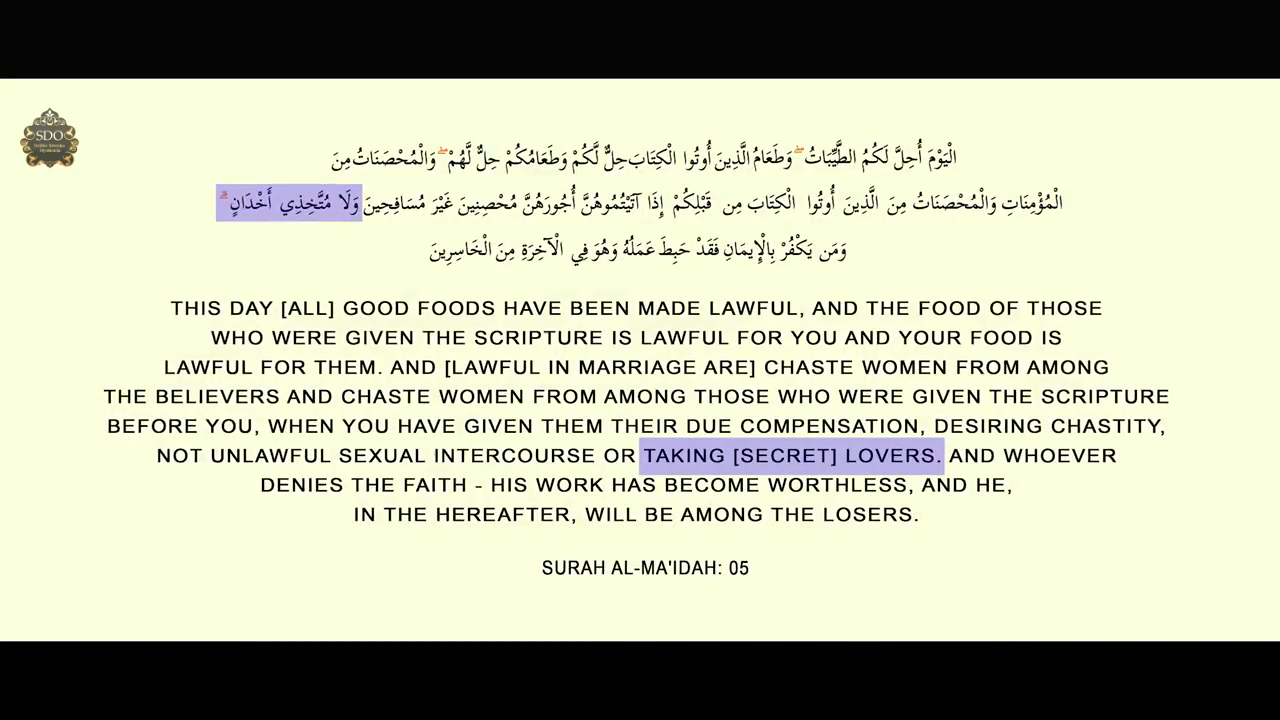 SDO
الْيَوْمَ أُحِلَّ لَكُمُ الطَّيِّبَاتُ ۖ وَطَعَامُ الَّذِينَ أُوتُوا الْكِتَابَ حِلٌّ لَّكُمْ وَطَعَامُكُمْ حِلٌّ لَّهُمْ ۖ وَالْمُحْصَنَاتُ مِنَ
الْمُؤْمِنَاتِ وَالْمُحْصَنَاتُ مِنَ الَّذِينَ أُوتُوا الْكِتَابَ مِن قَبْلِكُمْ إِذَا آتَيْتُمُوهُنَّ أُجُورَهُنَّ مُحْصِنِينَ غَيْرَ مُسَافِحِينَ وَلَا مُتَّخِذِي أَخْدَانٍ ۗ
وَمَن يَكْفُرْ بِالْإِيمَانِ فَقَدْ حَبِطَ عَمَلُهُ وَهُوَ فِي الْآخِرَةِ مِنَ الْخَاسِرِينَ
THIS DAY [ALL] GOOD FOODS HAVE BEEN MADE LAWFUL, AND THE FOOD OF THOSE
WHO WERE GIVEN THE SCRIPTURE IS LAWFUL FOR YOU AND YOUR FOOD IS
LAWFUL FOR THEM. AND [LAWFUL IN MARRIAGE ARE] CHASTE WOMEN FROM AMONG
THE BELIEVERS AND CHASTE WOMEN FROM AMONG THOSE WHO WERE GIVEN THE SCRIPTURE
BEFORE YOU, WHEN YOU HAVE GIVEN THEM THEIR DUE COMPENSATION, DESIRING CHASTITY,
NOT UNLAWFUL SEXUAL INTERCOURSE OR TAKING [SECRET] LOVERS. AND WHOEVER
DENIES THE FAITH - HIS WORK HAS BECOME WORTHLESS, AND HE,
IN THE HEREAFTER, WILL BE AMONG THE LOSERS.
SURAH AL-MA'IDAH: 05